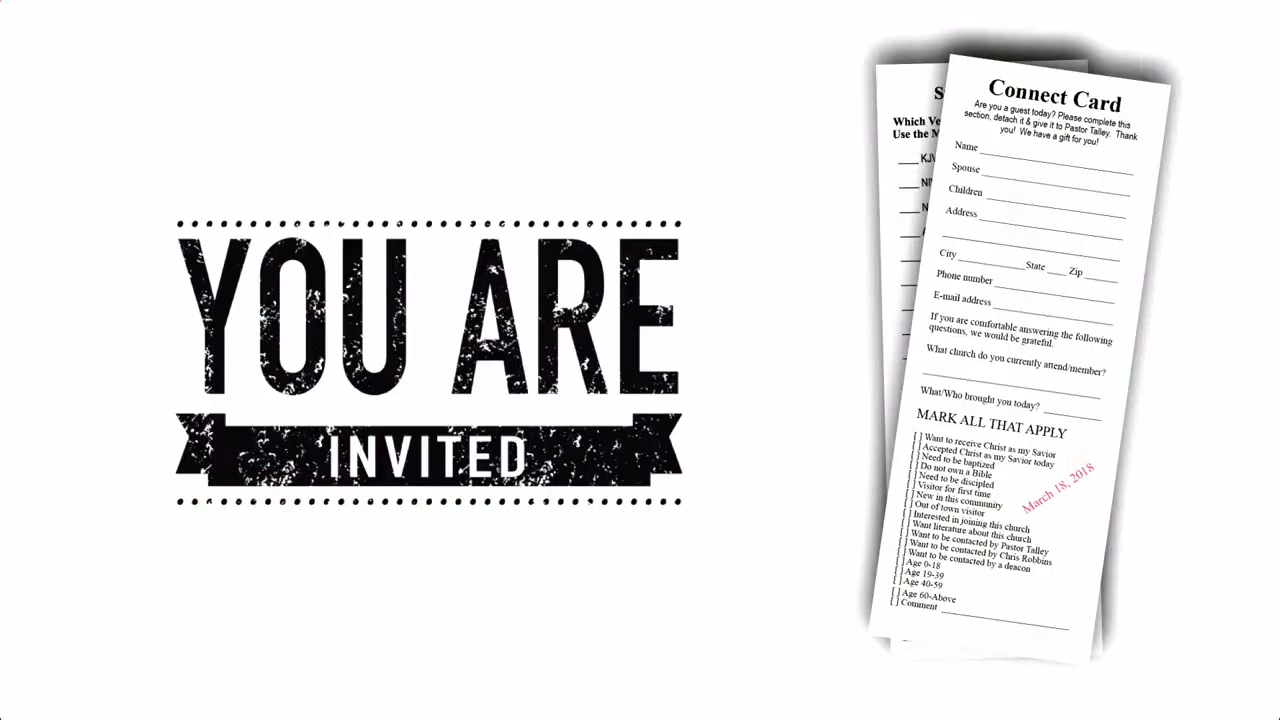 YOU ARE
INVITED
Which
Use the
Connect Card
Are you a guest today? Please complete this
section, detach it & give it to Pastor Talley. Thank
you! We have a gift for you!
Name
Spouse
Children
Address
City State Zip
Phone number
E-mail address
If you are comfortable answering the following
questions, we would be grateful.
What church do you currently attend/member?
What/Who brought you today?
MARK ALL THAT APPLY
[ ] Want to receive Christ as my Savior
[ ] Accepted Christ as my Savior today
[ ] Need to be baptized
[ ] Do not own a Bible
[ ] Need to be discipled
[ ] Visitor for first time
[ ] New in this community
[ ] Out of town visitor
[ ] Interested in joining this church
[ ] Want literature about this church
[ ] Want to be contacted by Pastor Talley
[ ] Want to be contacted by Chris Robbins
[ ] Want to be contacted by a deacon
[ ] Age 0-18
[ ] Age 19-39
[ ] Age 40-59
[ ] Age 60-Above
[ ] Comment
March 18, 2018